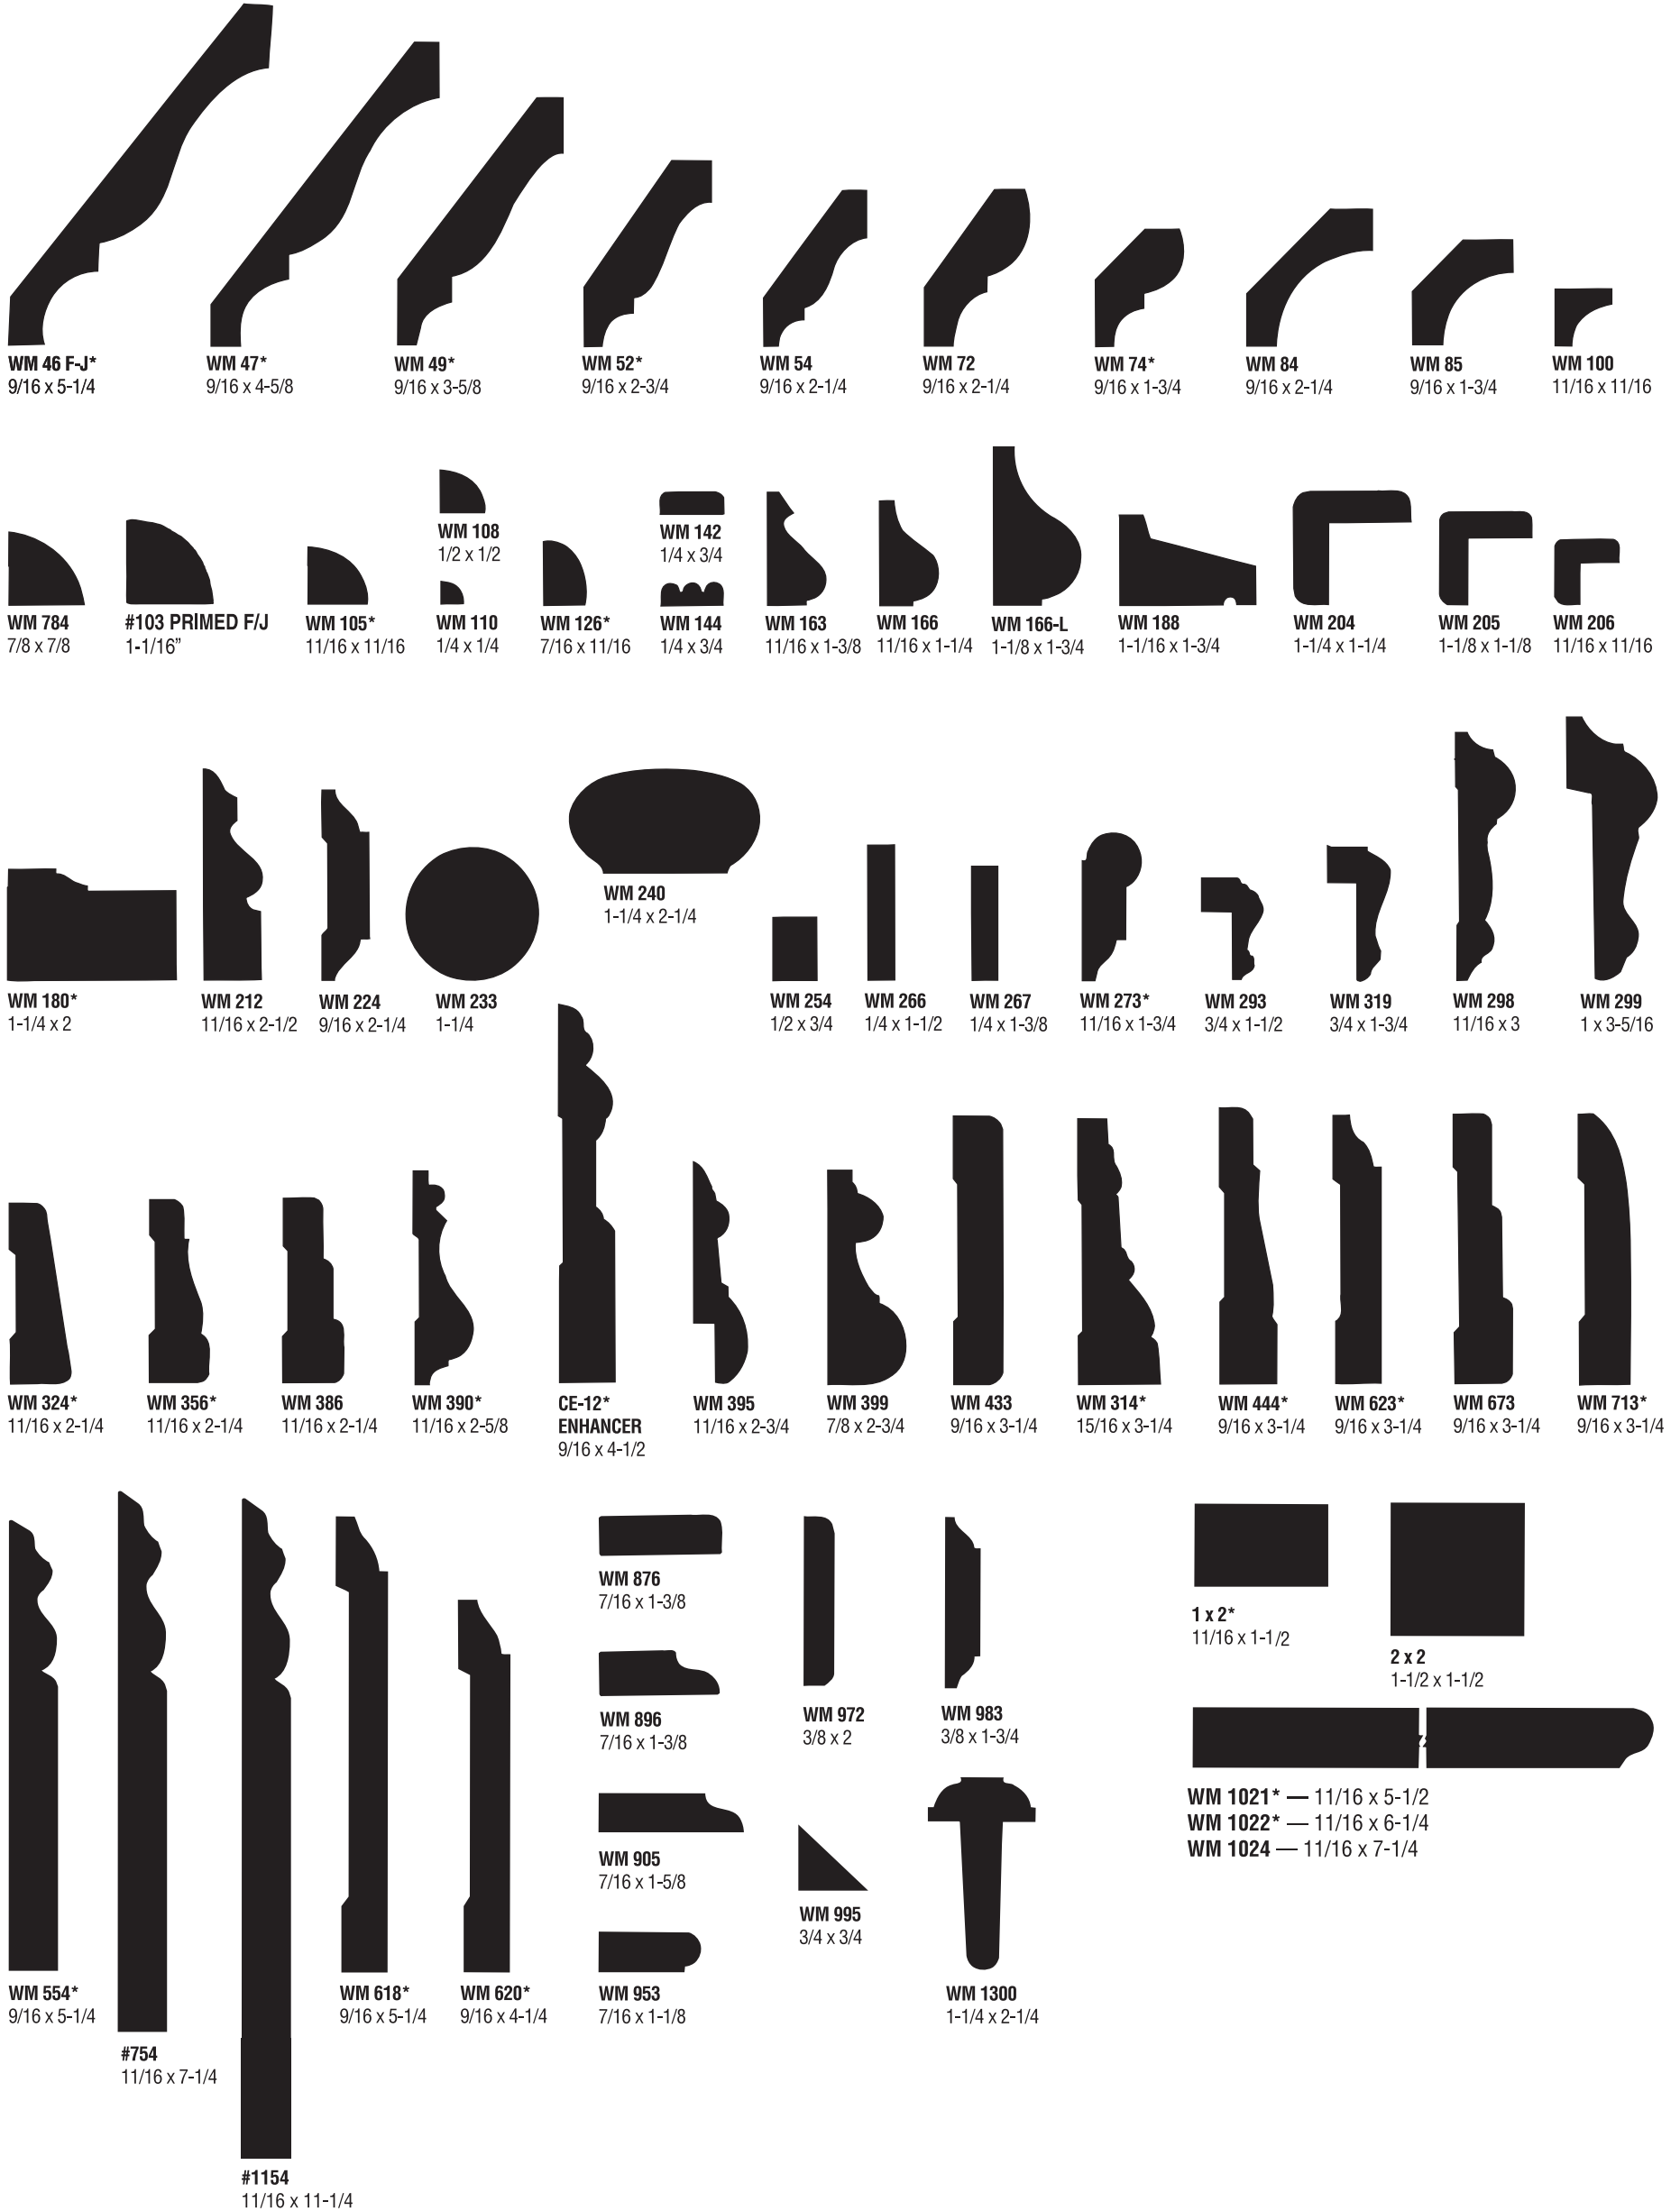 WM 46 F-J*
9/16 x 5-1/4
WM 47*
9/16 x 4-5/8
WM 49*
9/16 x 3-5/8
WM 52*
9/16 x 2-3/4
WM 54
9/16 x 2-1/4
WM 72
9/16 x 2-1/4
WM 74*
9/16 x 1-3/4
WM 84
9/16 x 2-1/4
WM 85
9/16 x 1-3/4
WM 100
11/16 x 11/16
WM 784
7/8 x 7/8
#103 PRIMED F/J
1-1/16”
WM 105*
11/16 x 11/16
WM 108
1/2 x 1/2
WM 110
1/4 x 1/4
WM 126*
7/16 x 11/16
WM 142
1/4 x 3/4
WM 144
1/4 x 3/4
WM 163
11/16 x 1-3/8
WM 166
11/16 x 1-1/4
WM 166-L
1-1/8 x 1-3/4
WM 188
1-1/16 x 1-3/4
WM 204
1-1/4 x 1-1/4
WM 205
1-1/8 x 1-1/8
WM 206
11/16 x 11/16
WM 180*
1-1/4 x 2
WM 212
11/16 x 2-1/2
WM 224
9/16 x 2-1/4
WM 233
1-1/4
WM 240
1-1/4 x 2-1/4
WM 254
1/2 x 3/4
WM 266
1/4 x 1-1/2
WM 267
1/4 x 1-3/8
WM 273*
11/16 x 1-3/4
WM 293
3/4 x 1-1/2
WM 319
3/4 x 1-3/4
WM 298
11/16 x 3
WM 299
1 x 3-5/16
WM 324*
11/16 x 2-1/4
WM 356*
11/16 x 2-1/4
WM 386
11/16 x 2-1/4
WM 390*
11/16 x 2-5/8
CE-12*
ENHANCER
9/16 x 4-1/2
WM 395
11/16 x 2-3/4
WM 399
7/8 x 2-3/4
WM 433
9/16 x 3-1/4
WM 314*
15/16 x 3-1/4
WM 444*
9/16 x 3-1/4
WM 623*
9/16 x 3-1/4
WM 673
9/16 x 3-1/4
WM 713*
9/16 x 3-1/4
WM 554*
9/16 x 5-1/4
#754
11/16 x 7-1/4
#1154
11/16 x 11-1/4
WM 618*
9/16 x 5-1/4
WM 620*
9/16 x 4-1/4
WM 876
7/16 x 1-3/8
WM 896
7/16 x 1-3/8
WM 905
7/16 x 1-5/8
WM 953
7/16 x 1-1/8
WM 972
3/8 x 2
WM 983
3/8 x 1-3/4
WM 995
3/4 x 3/4
WM 1300
1-1/4 x 2-1/4
1 x 2*
11/16 x 1-1/2
2 x 2
1-1/2 x 1-1/2
WM 1021* — 11/16 x 5-1/2
WM 1022* — 11/16 x 6-1/4
WM 1024 — 11/16 x 7-1/4